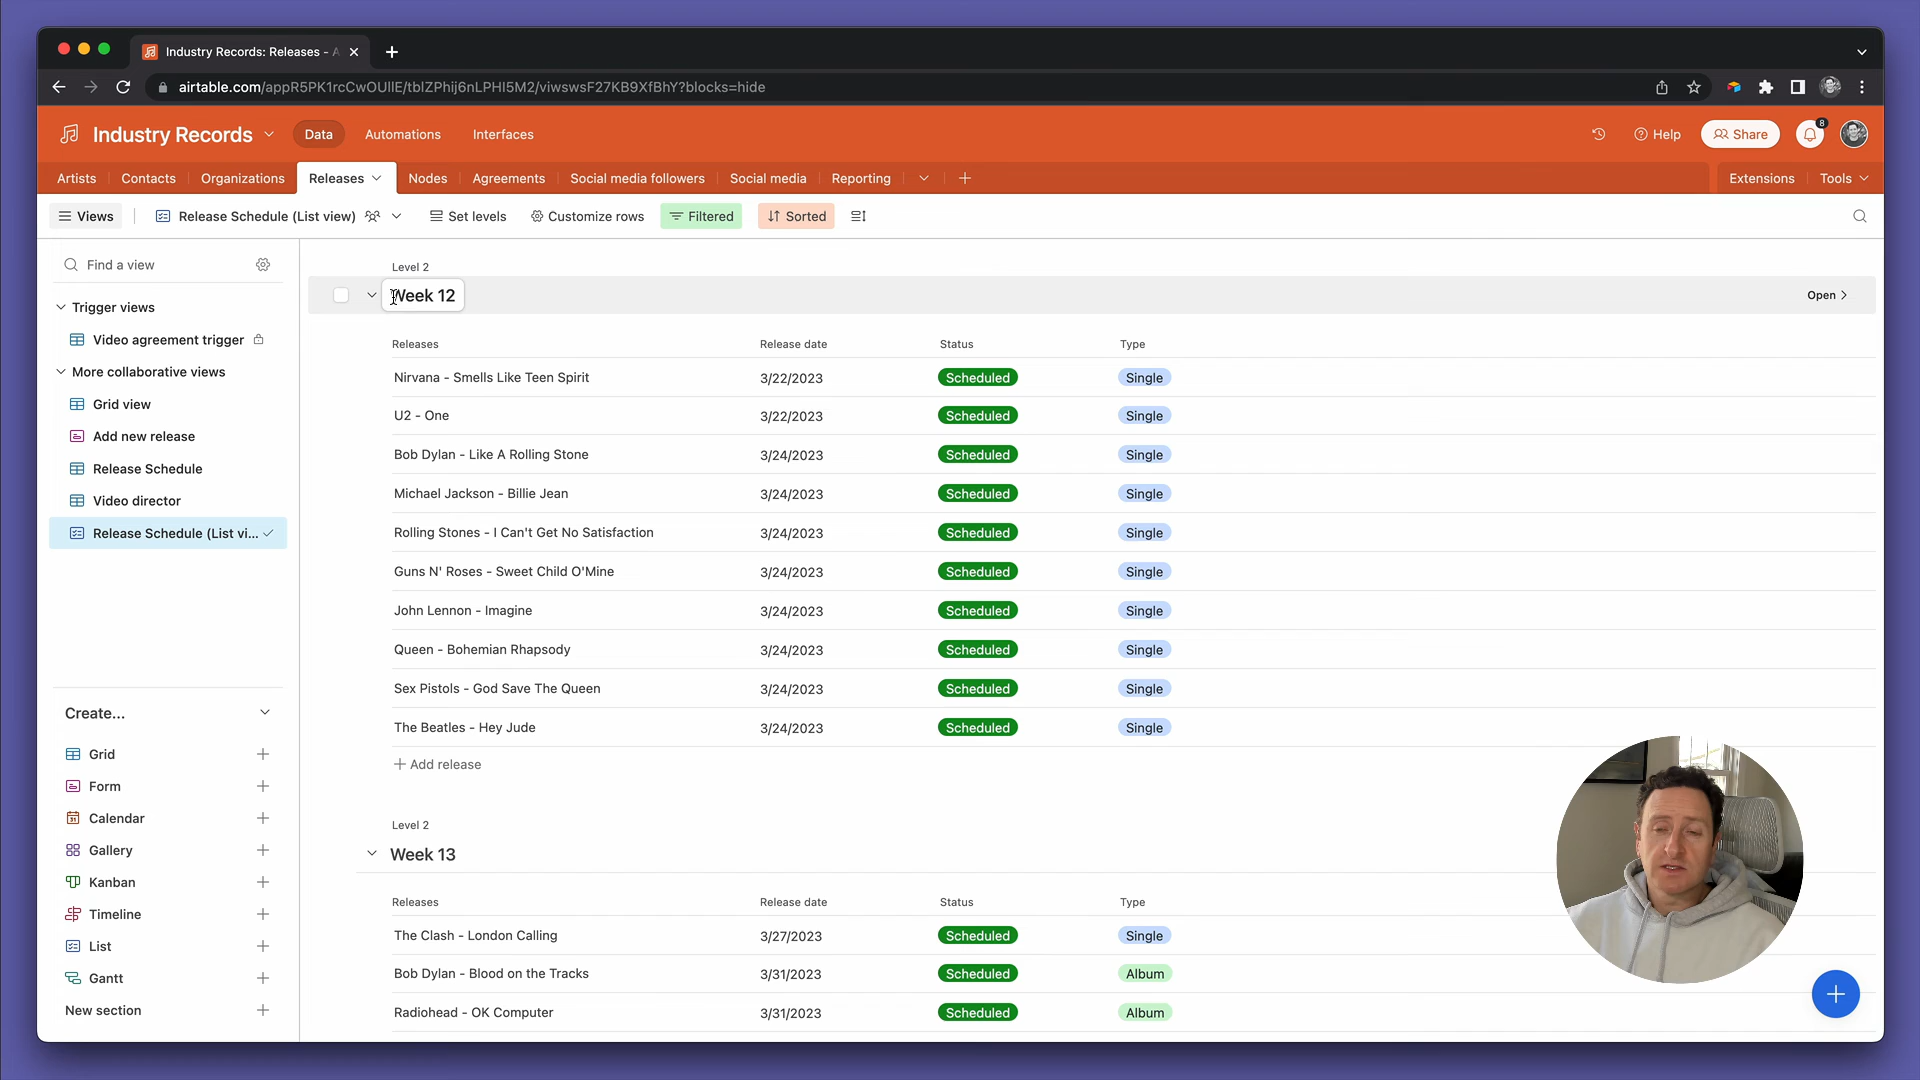 Industry Records: Releases - A
airtable.com/appR5PK1rcCwOUIlE/tblZPhij6nLPHI5M2/viwswsF27KB9XfBhY?blocks=hide
Industry Records Data Automations Interfaces Help Share 8
Artists Contacts Organizations Releases Nodes Agreements Social media followers Social media Reporting Extensions Tools
Views Release Schedule (List view) Set levels Customize rows Filtered Sorted
Find a view
Trigger views
Video agreement trigger
More collaborative views
Grid view
Add new release
Release Schedule
Video director
Release Schedule (List vi...
Create...
Grid
Form
Calendar
Gallery
Kanban
Timeline
List
Gantt
New section
Level 2
Week 12 Open
Releases Release date Status Type
Nirvana - Smells Like Teen Spirit 3/22/2023 Scheduled Single
U2 - One 3/22/2023 Scheduled Single
Bob Dylan - Like A Rolling Stone 3/24/2023 Scheduled Single
Michael Jackson - Billie Jean 3/24/2023 Scheduled Single
Rolling Stones - I Can't Get No Satisfaction 3/24/2023 Scheduled Single
Guns N' Roses - Sweet Child O'Mine 3/24/2023 Scheduled Single
John Lennon - Imagine 3/24/2023 Scheduled Single
Queen - Bohemian Rhapsody 3/24/2023 Scheduled Single
Sex Pistols - God Save The Queen 3/24/2023 Scheduled Single
The Beatles - Hey Jude 3/24/2023 Scheduled Single
+ Add release
Level 2
Week 13
Releases Release date Status Type
The Clash - London Calling 3/27/2023 Scheduled Single
Bob Dylan - Blood on the Tracks 3/31/2023 Scheduled Album
Radiohead - OK Computer 3/31/2023 Scheduled Album